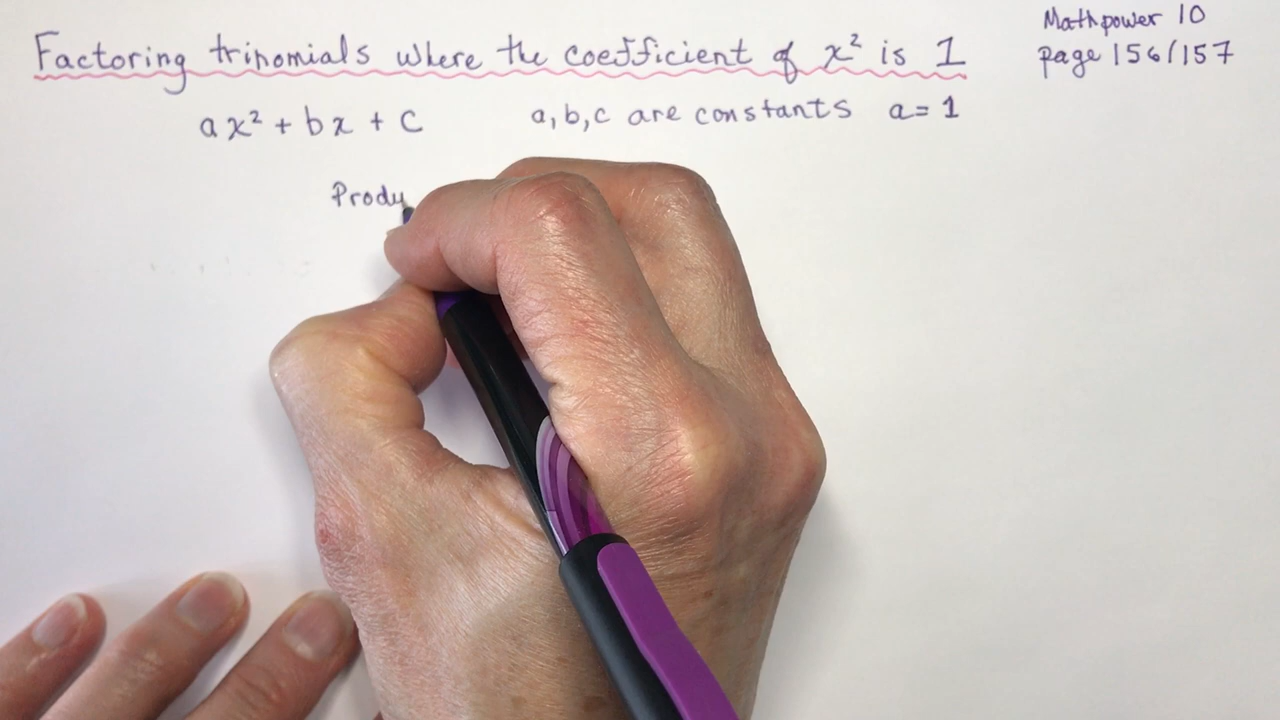 Factoring trinomials where the coefficient of x² is 1
Mathpower 10
page 156/157
ax² + bx + c
a,b,c are constants a=1
Produ